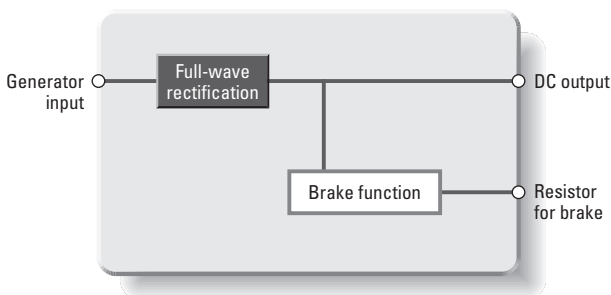 Generator
input
Full-wave
rectification
DC output
Brake function
Resistor
for brake